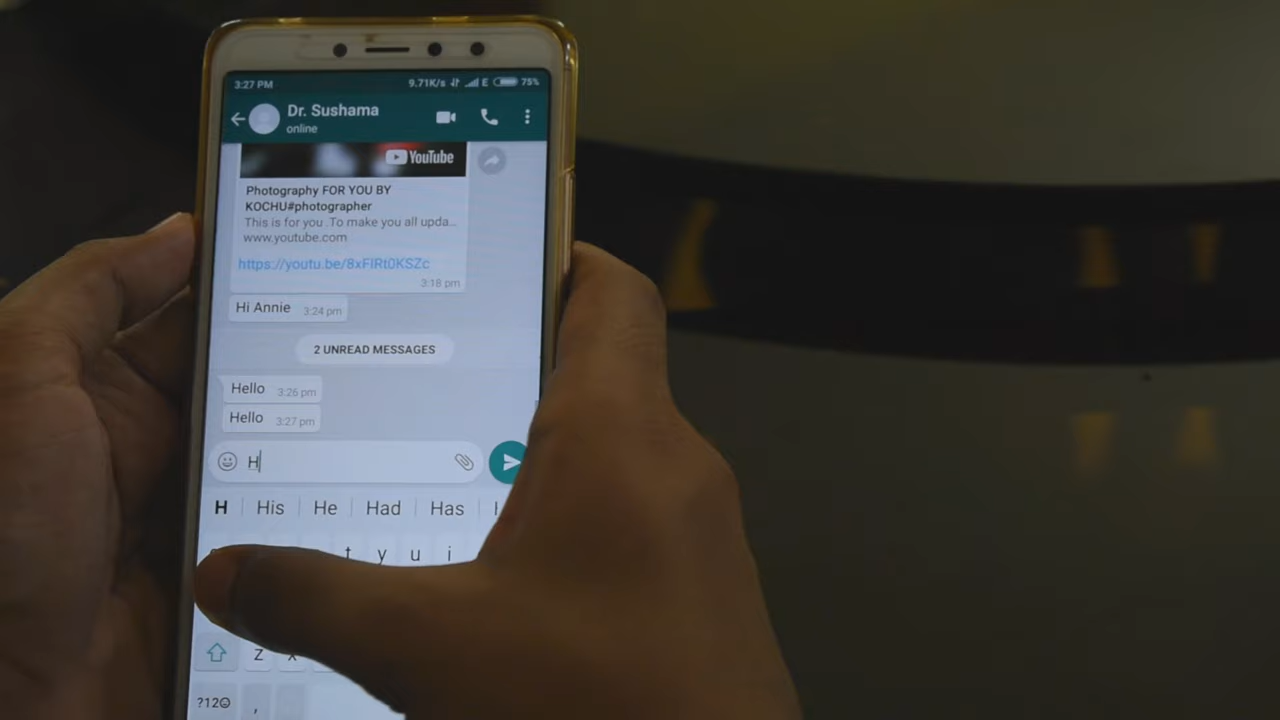 3:27 PM 9.71K/s E 75%
Dr. Sushama
online
YouTube
Photography FOR YOU BY
KOCHU#photographer
This is for you .To make you all upda...
www.youtube.com
https://youtu.be/8xFIRt0KSZc
3:18 pm
Hi Annie 3:24 pm
2 UNREAD MESSAGES
Hello 3:26 pm
Hello 3:27 pm
H
H His He Had Has
t y u i
z x
?12☺ ,